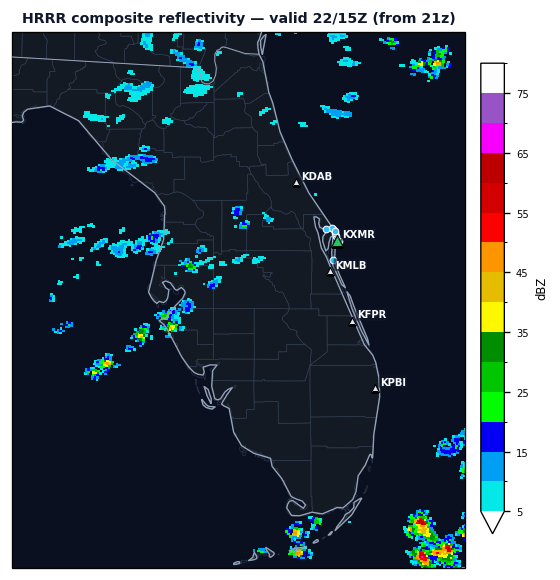 HRRR composite reflectivity — valid 22/15Z (from 21z)
KDAB
KXMR
KMLB
KFPR
KPBI
75
65
55
45
35
25
15
5
dBZ